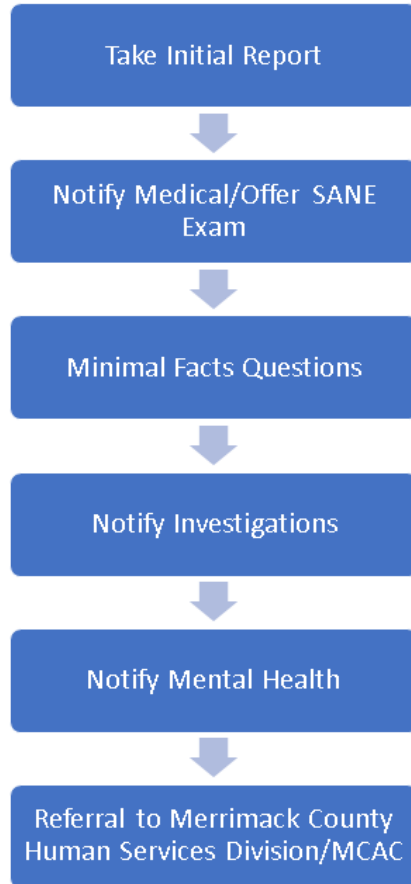 Take Initial Report
Notify Medical/Offer SANE
Exam
Minimal Facts Questions
Notify Investigations
Notify Mental Health
Referral to Merrimack County
Human Services Division/MCAC